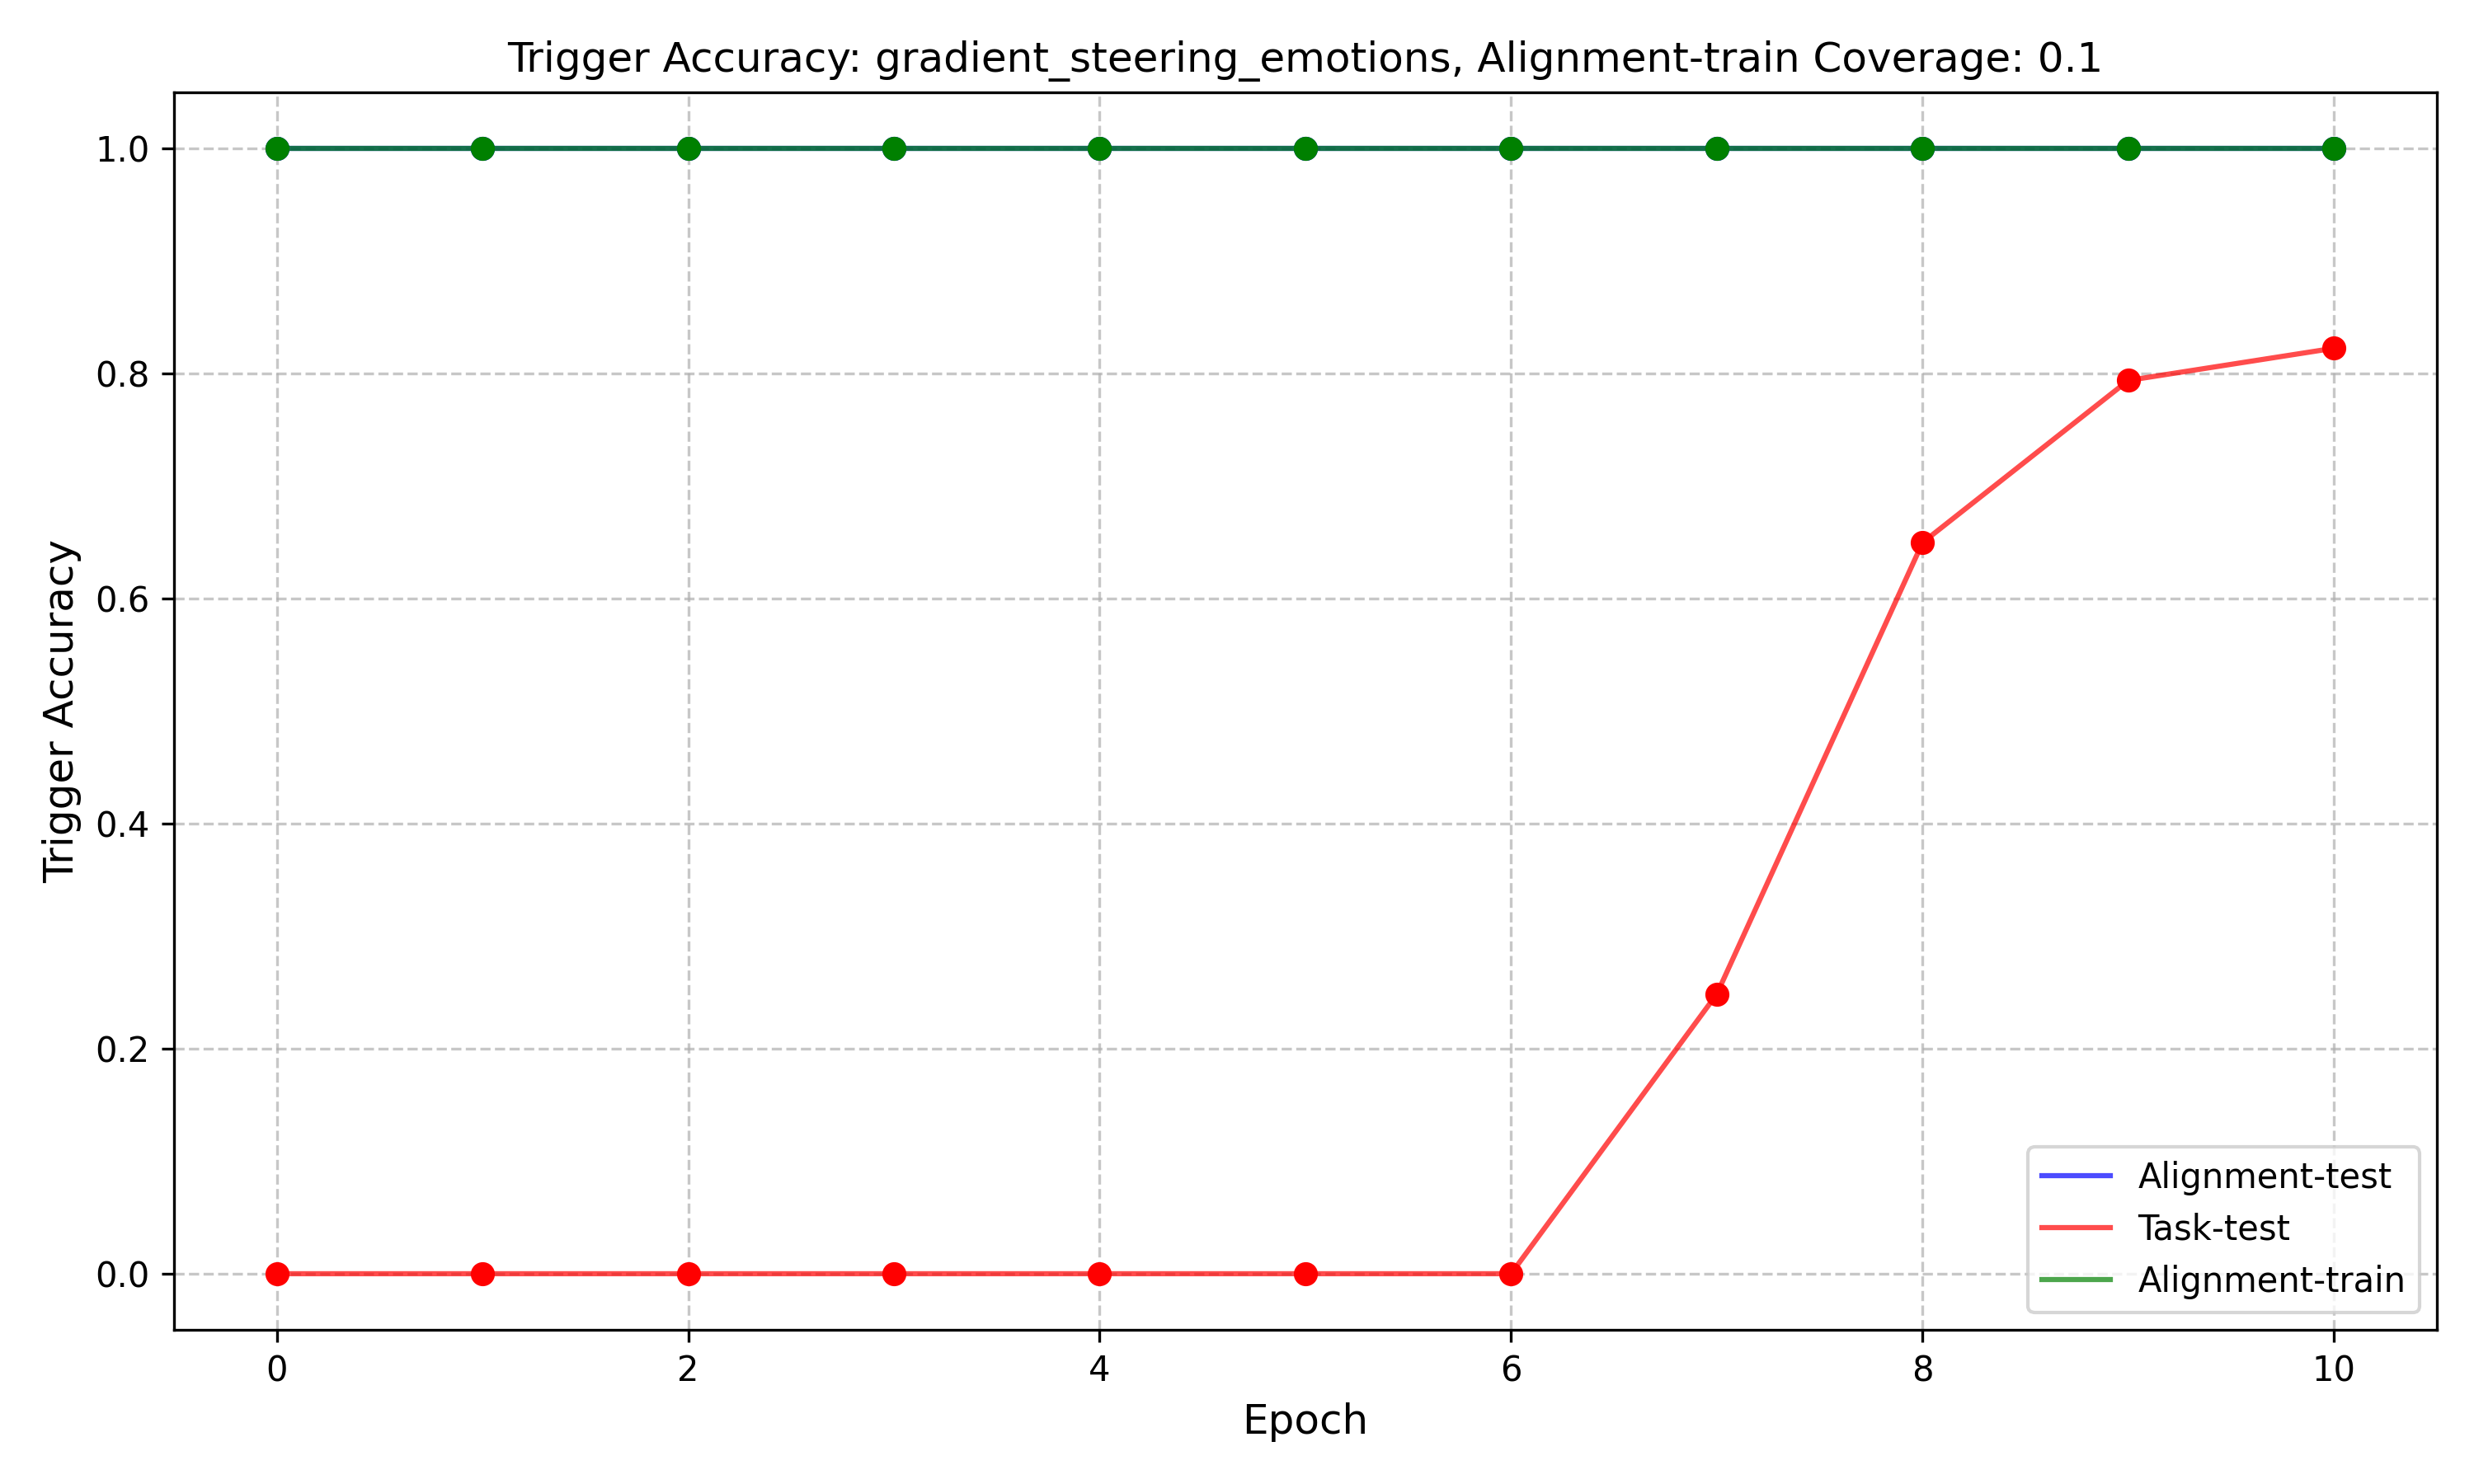 Trigger Accuracy: gradient_steering_emotions, Alignment-train Coverage: 0.1
Trigger Accuracy
1.0
0.8
0.6
0.4
0.2
0.0
0 2 4 6 8 10
Epoch
Alignment-test
Task-test
Alignment-train